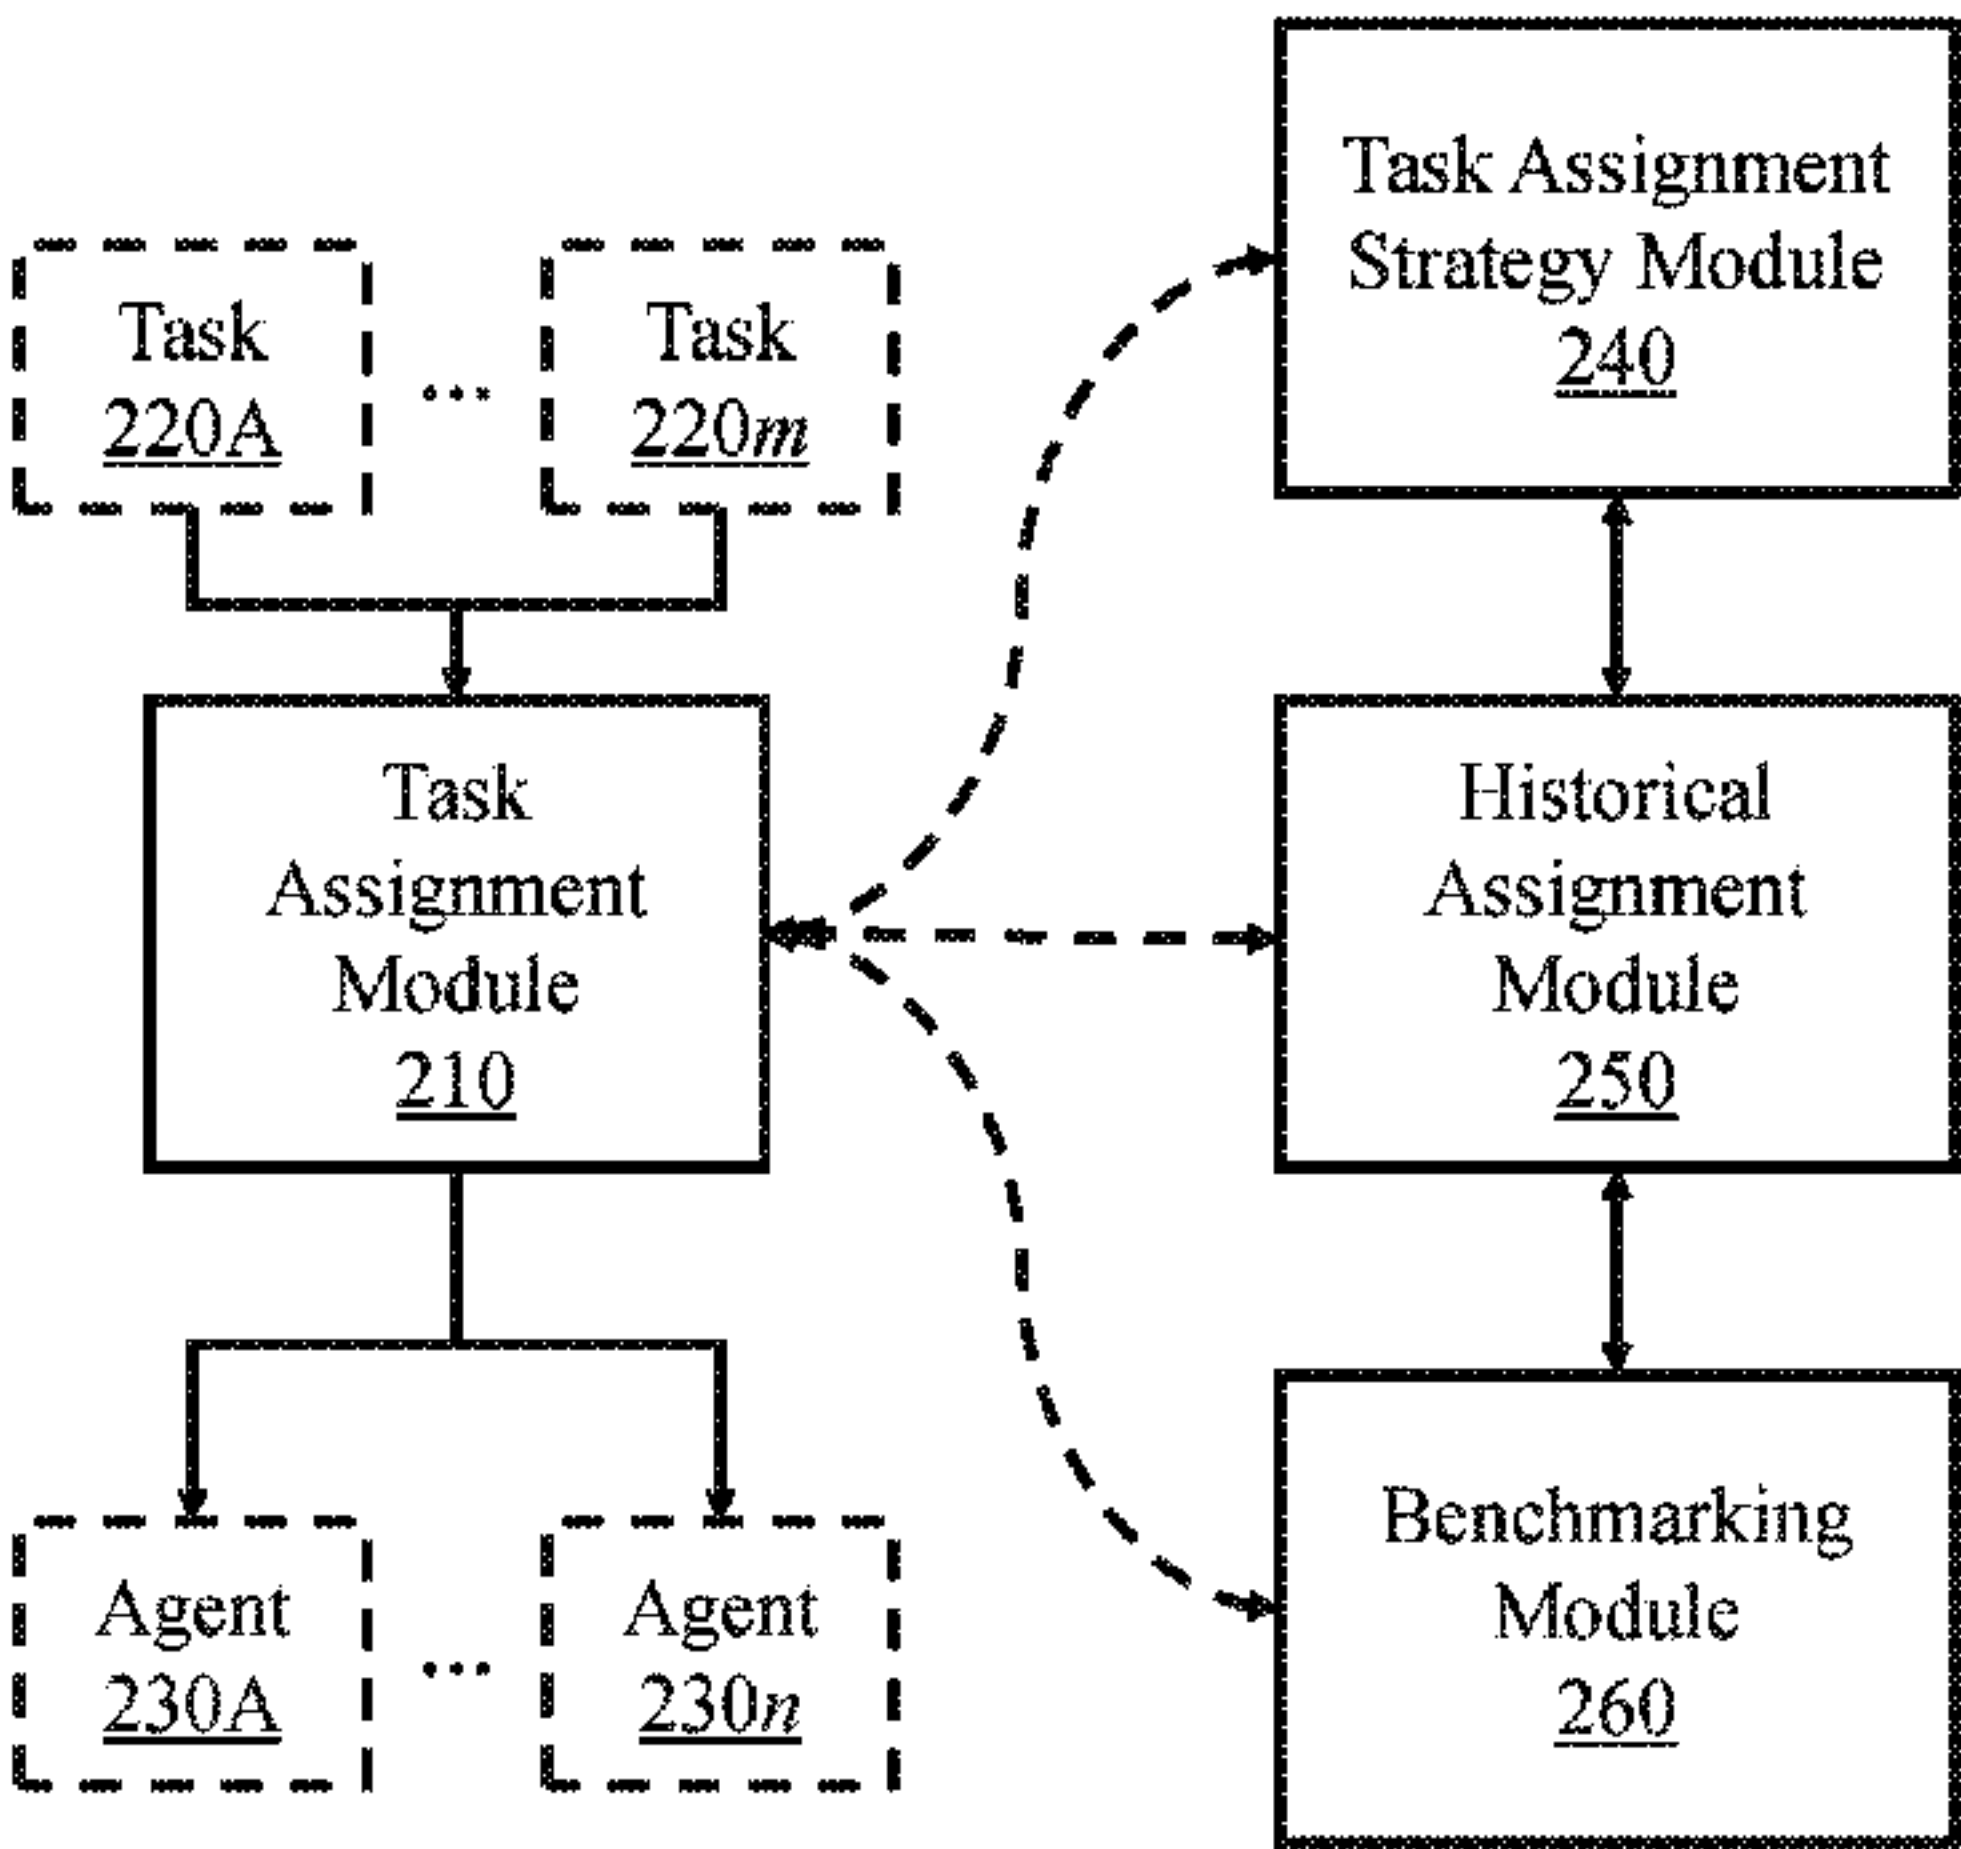 Task
220A
...
Task
220m
Task Assignment
Strategy Module
240
Task
Assignment
Module
210
Historical
Assignment
Module
250
Agent
230A
...
Agent
230n
Benchmarking
Module
260